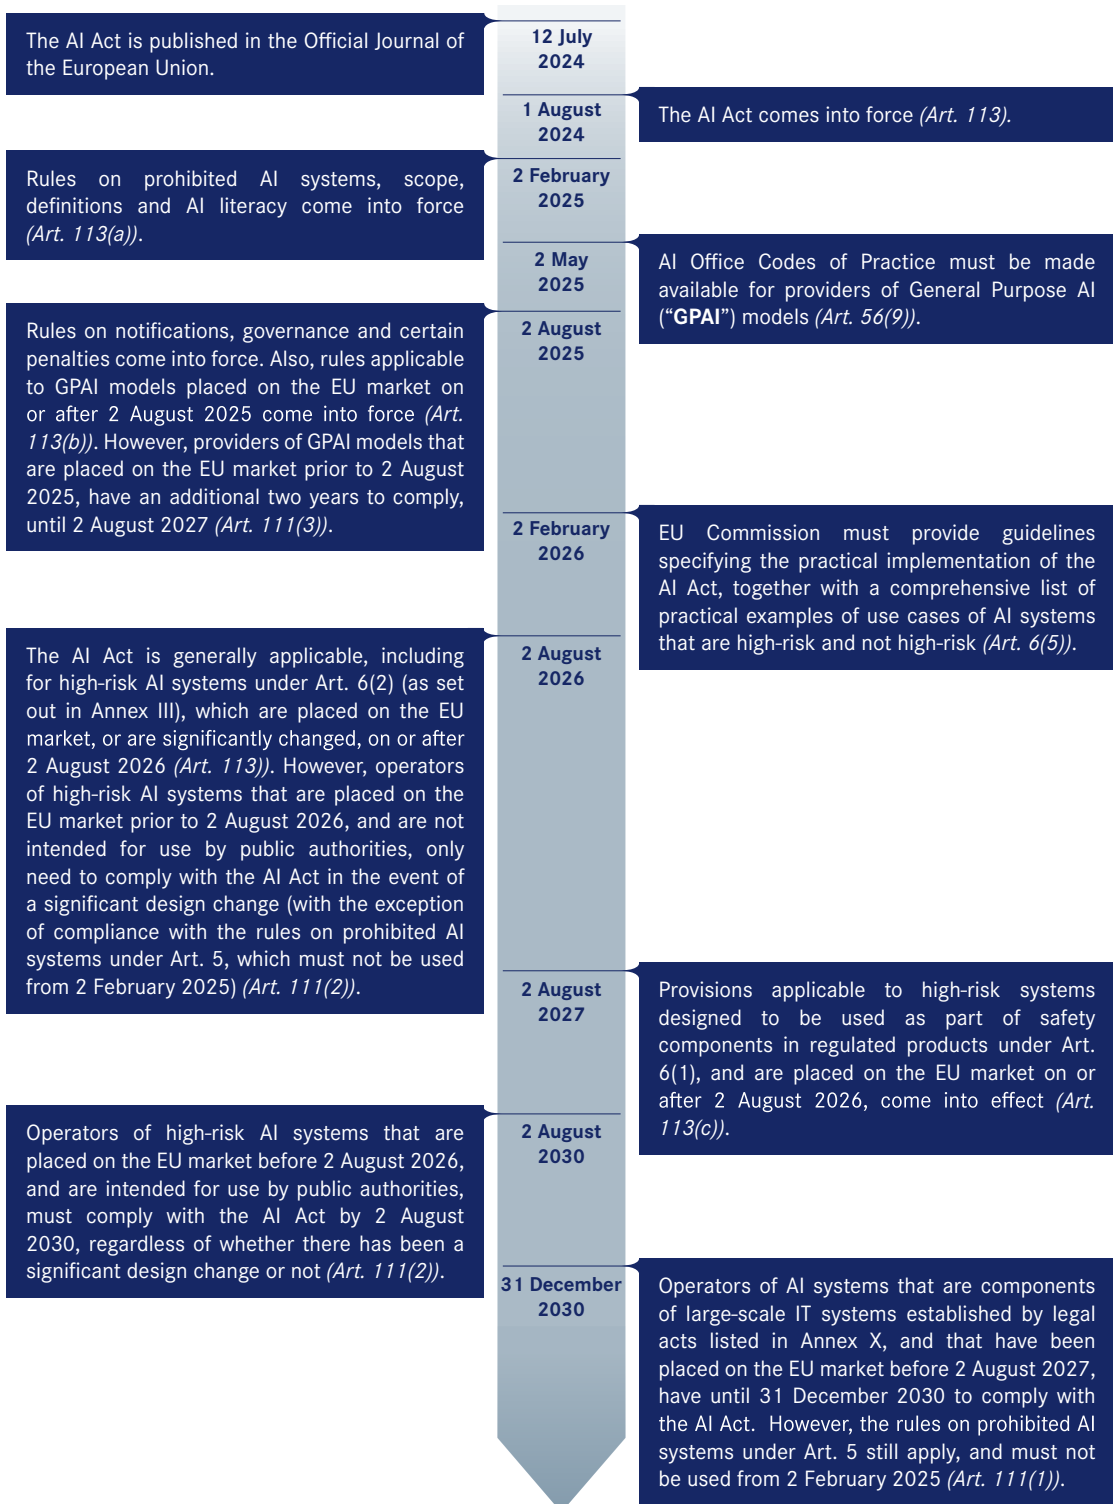 The AI Act is published in the Official Journal of
the European Union.
12 July
2024
1 August
2024
The AI Act comes into force (Art. 113).
Rules on prohibited AI systems, scope,
definitions and AI literacy come into force
(Art. 113(a)).
2 February
2025
2 May
2025
AI Office Codes of Practice must be made
available for providers of General Purpose AI
(“GPAI”) models (Art. 56(9)).
Rules on notifications, governance and certain
penalties come into force. Also, rules applicable
to GPAI models placed on the EU market on
or after 2 August 2025 come into force (Art.
113(b)). However, providers of GPAI models that
are placed on the EU market prior to 2 August
2025, have an additional two years to comply,
until 2 August 2027 (Art. 111(3)).
2 August
2025
2 February
2026
EU Commission must provide guidelines
specifying the practical implementation of the
AI Act, together with a comprehensive list of
practical examples of use cases of AI systems
that are high-risk and not high-risk (Art. 6(5)).
The AI Act is generally applicable, including
for high-risk AI systems under Art. 6(2) (as set
out in Annex III), which are placed on the EU
market, or are significantly changed, on or after
2 August 2026 (Art. 113)). However, operators
of high-risk AI systems that are placed on the
EU market prior to 2 August 2026, and are not
intended for use by public authorities, only
need to comply with the AI Act in the event of
a significant design change (with the exception
of compliance with the rules on prohibited AI
systems under Art. 5, which must not be used
from 2 February 2025) (Art. 111(2)).
2 August
2026
2 August
2027
Provisions applicable to high-risk systems
designed to be used as part of safety
components in regulated products under Art.
6(1), and are placed on the EU market on or
after 2 August 2026, come into effect (Art.
113(c)).
Operators of high-risk AI systems that are
placed on the EU market before 2 August 2026,
and are intended for use by public authorities,
must comply with the AI Act by 2 August
2030, regardless of whether there has been a
significant design change or not (Art. 111(2)).
2 August
2030
31 December
2030
Operators of AI systems that are components
of large-scale IT systems established by legal
acts listed in Annex X, and that have been
placed on the EU market before 2 August 2027,
have until 31 December 2030 to comply with
the AI Act. However, the rules on prohibited AI
systems under Art. 5 still apply, and must not
be used from 2 February 2025 (Art. 111(1)).